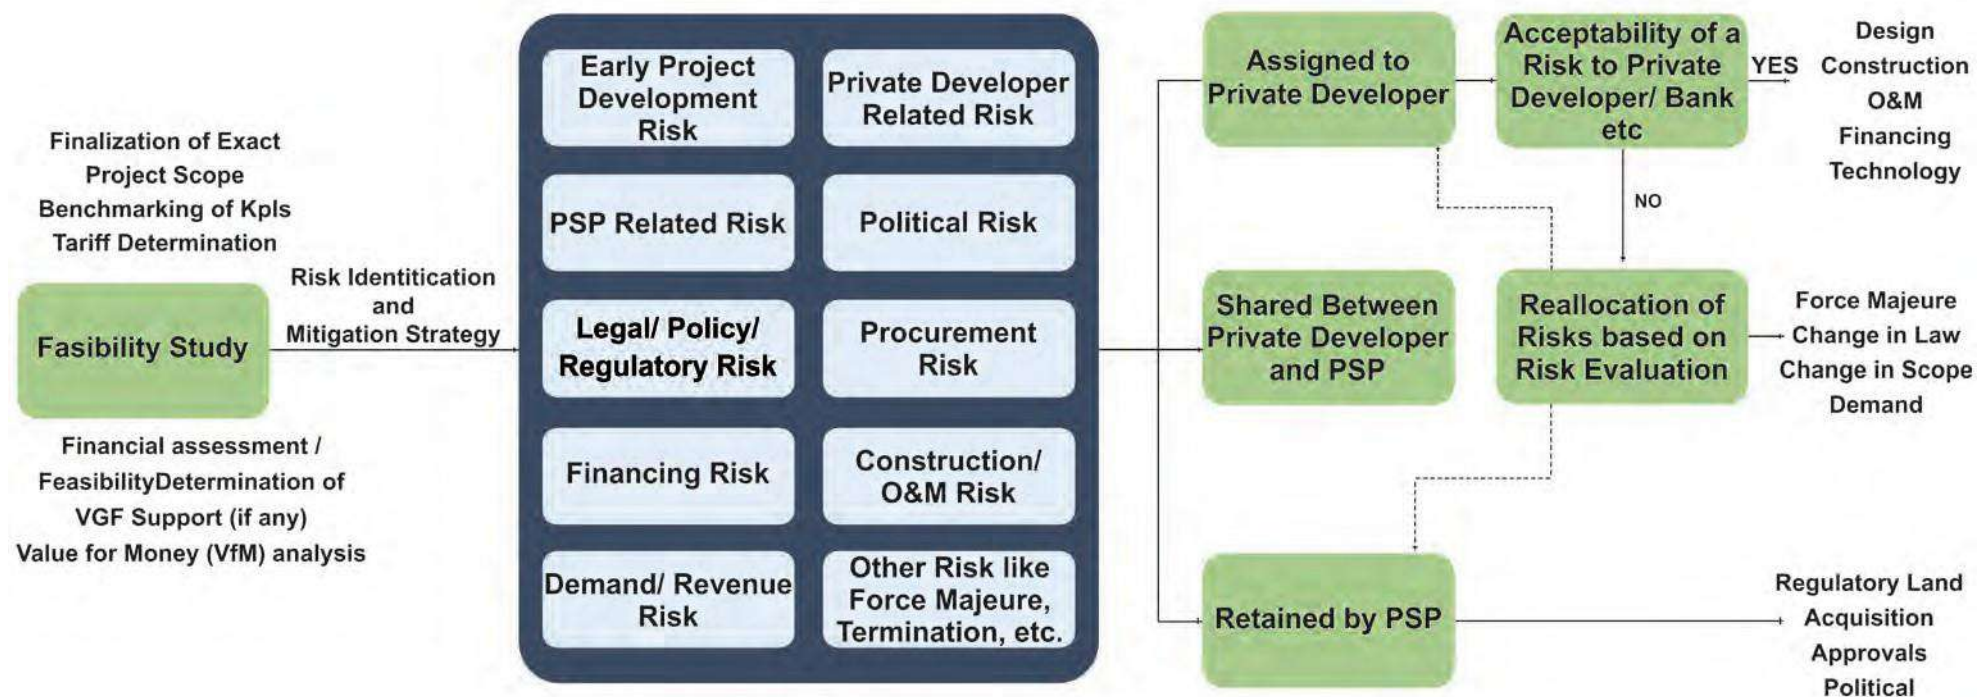 Finalization of Exact
Project Scope
Benchmarking of KpIs
Tariff Determination
Fasibility Study
Financial assessment /
FeasibilityDetermination of
VGF Support (if any)
Value for Money (VfM) analysis
Risk Identitication
and
Mitigation Strategy
Early Project
Development
Risk
Private Developer
Related Risk
PSP Related Risk
Political Risk
Legal/ Policy/
Regulatory Risk
Procurement
Risk
Financing Risk
Construction/
O&M Risk
Demand/ Revenue
Risk
Other Risk like
Force Majeure,
Termination, etc.
Assigned to
Private Developer
Acceptability of a
Risk to Private
Developer/ Bank
etc
YES
Design
Construction
O&M
Financing
Technology
NO
Shared Between
Private Developer
and PSP
Reallocation of
Risks based on
Risk Evaluation
Force Majeure
Change in Law
Change in Scope
Demand
Retained by PSP
Regulatory Land
Acquisition
Approvals
Political